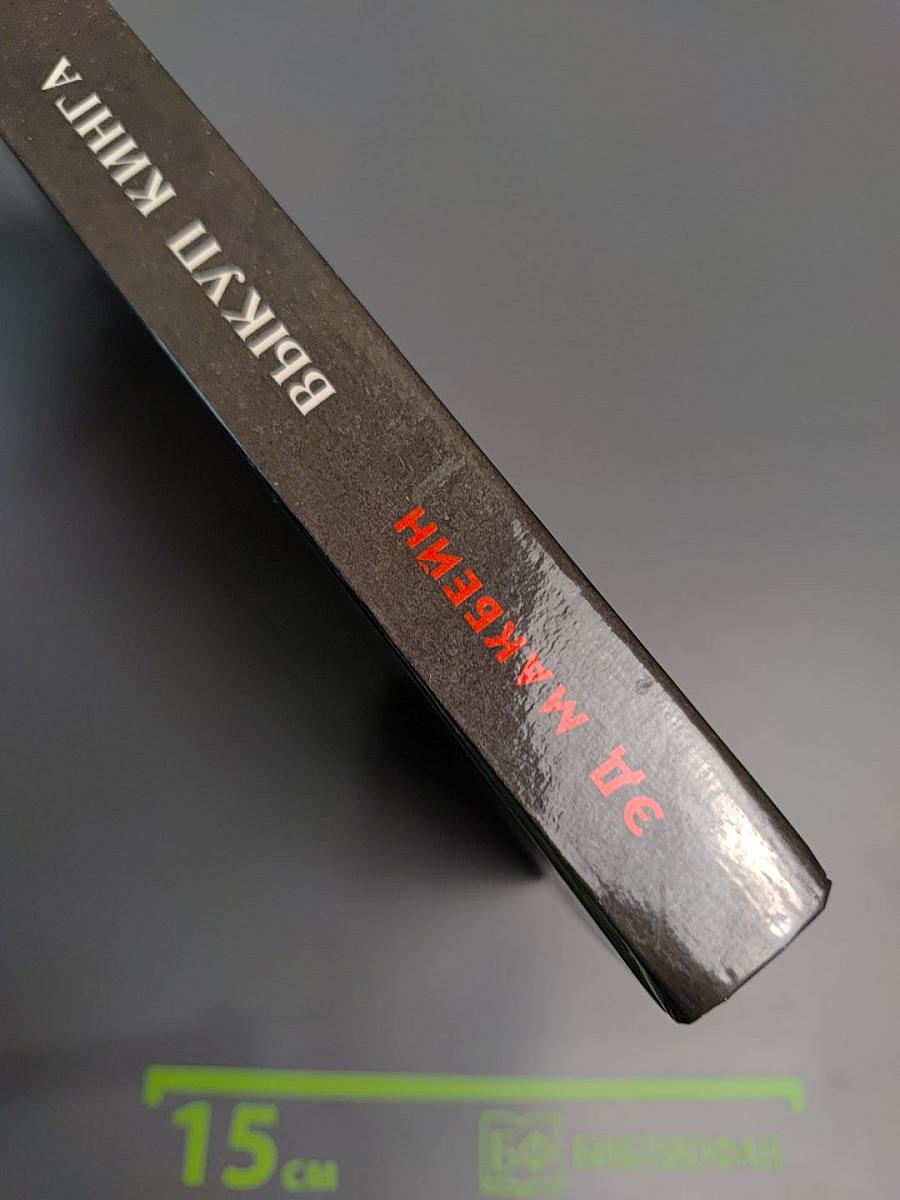 ЭД МАКБЕЙН
ВЫКУП КИНГА
15 см
БФ БИБЛИОФАН